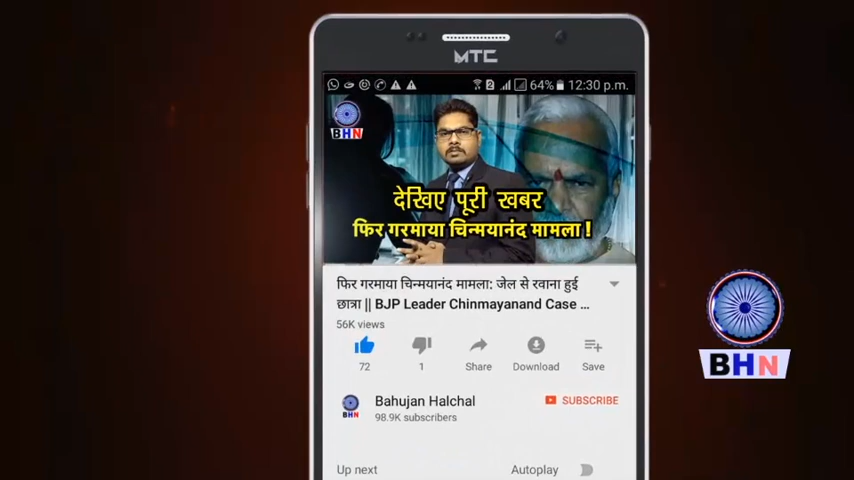 MTC
2 64% 12:30 p.m.
BHN
देखिए पूरी खबर
फिर गरमाया चिन्मयानंद मामला !
फिर गरमाया चिन्मयानंद मामला: जेल से रवाना हुई
छात्रा || BJP Leader Chinmayanand Case ...
56K views
72 1 Share Download Save
BHN
Bahujan Halchal SUBSCRIBE
98.9K subscribers
Up next Autoplay
BHN